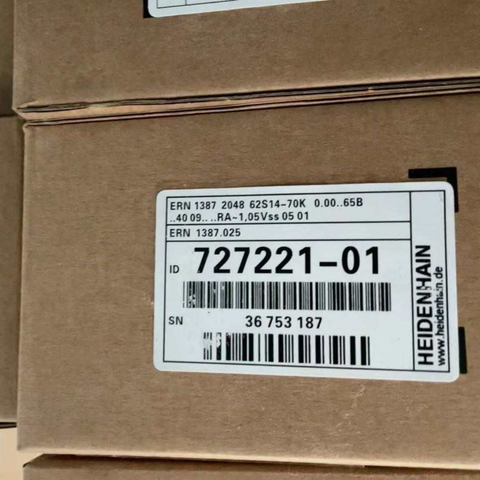 ERN 1387 2048 62S14-70K 0.00..65B
..40 09.. ..RA~1,05Vss 05 01
ERN 1387.025
ID 727221-01
SN 36 753 187
HEIDENHAIN
www.heidenhain.de